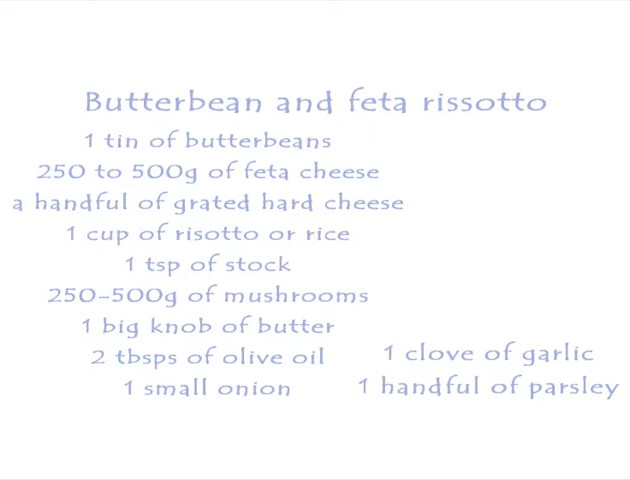 Butterbean and feta rissotto
1 tin of butterbeans
250 to 500g of feta cheese
a handful of grated hard cheese
1 cup of risotto or rice
1 tsp of stock
250-500g of mushrooms
1 big knob of butter
2 tbsps of olive oil
1 small onion
1 clove of garlic
1 handful of parsley